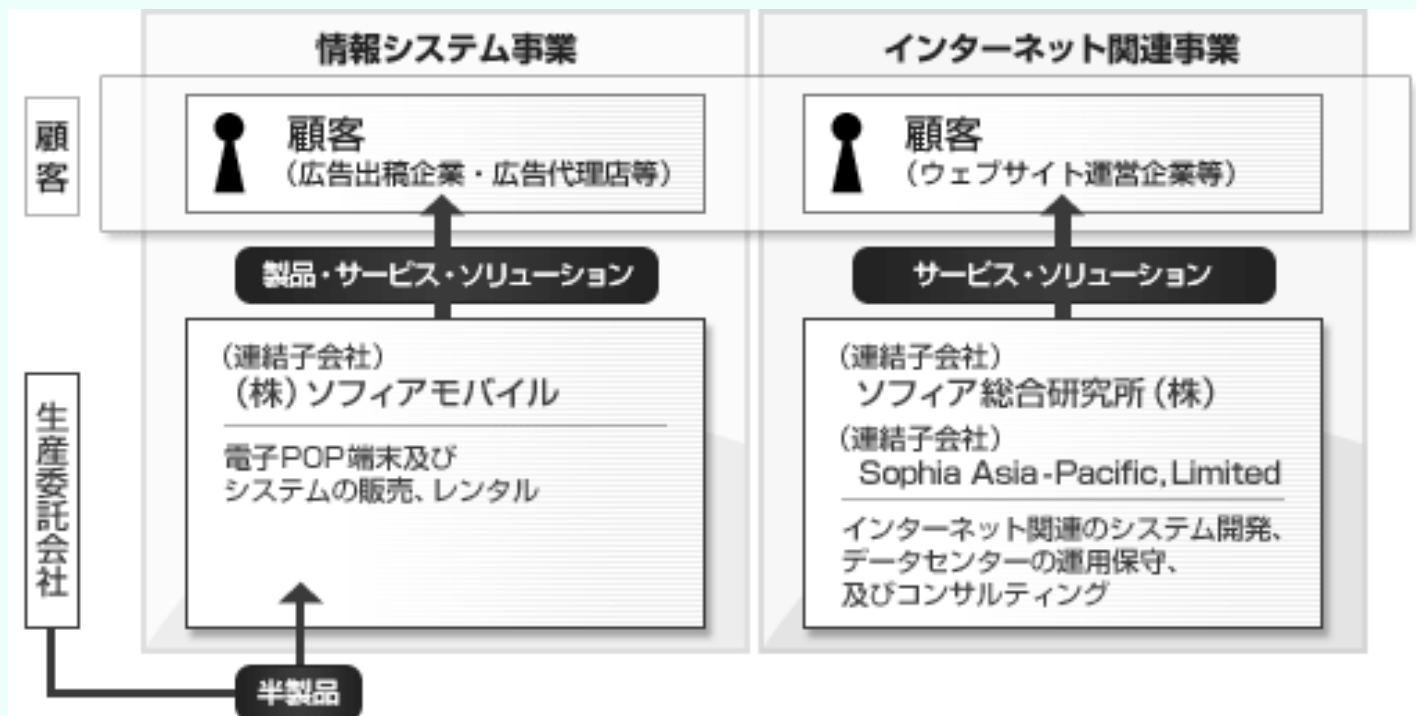 情報システム事業
インターネット関連事業
顧客
顧客
（広告出稿企業・広告代理店等）
顧客
（ウェブサイト運営企業等）
製品・サービス・ソリューション
サービス・ソリューション
生産委託会社
（連結子会社）
（株）ソフィアモバイル
電子POP端末及び
システムの販売、レンタル
（連結子会社）
ソフィア総合研究所（株）
（連結子会社）
Sophia Asia-Pacific,Limited
インターネット関連のシステム開発、
データセンターの運用保守、
及びコンサルティング
半製品